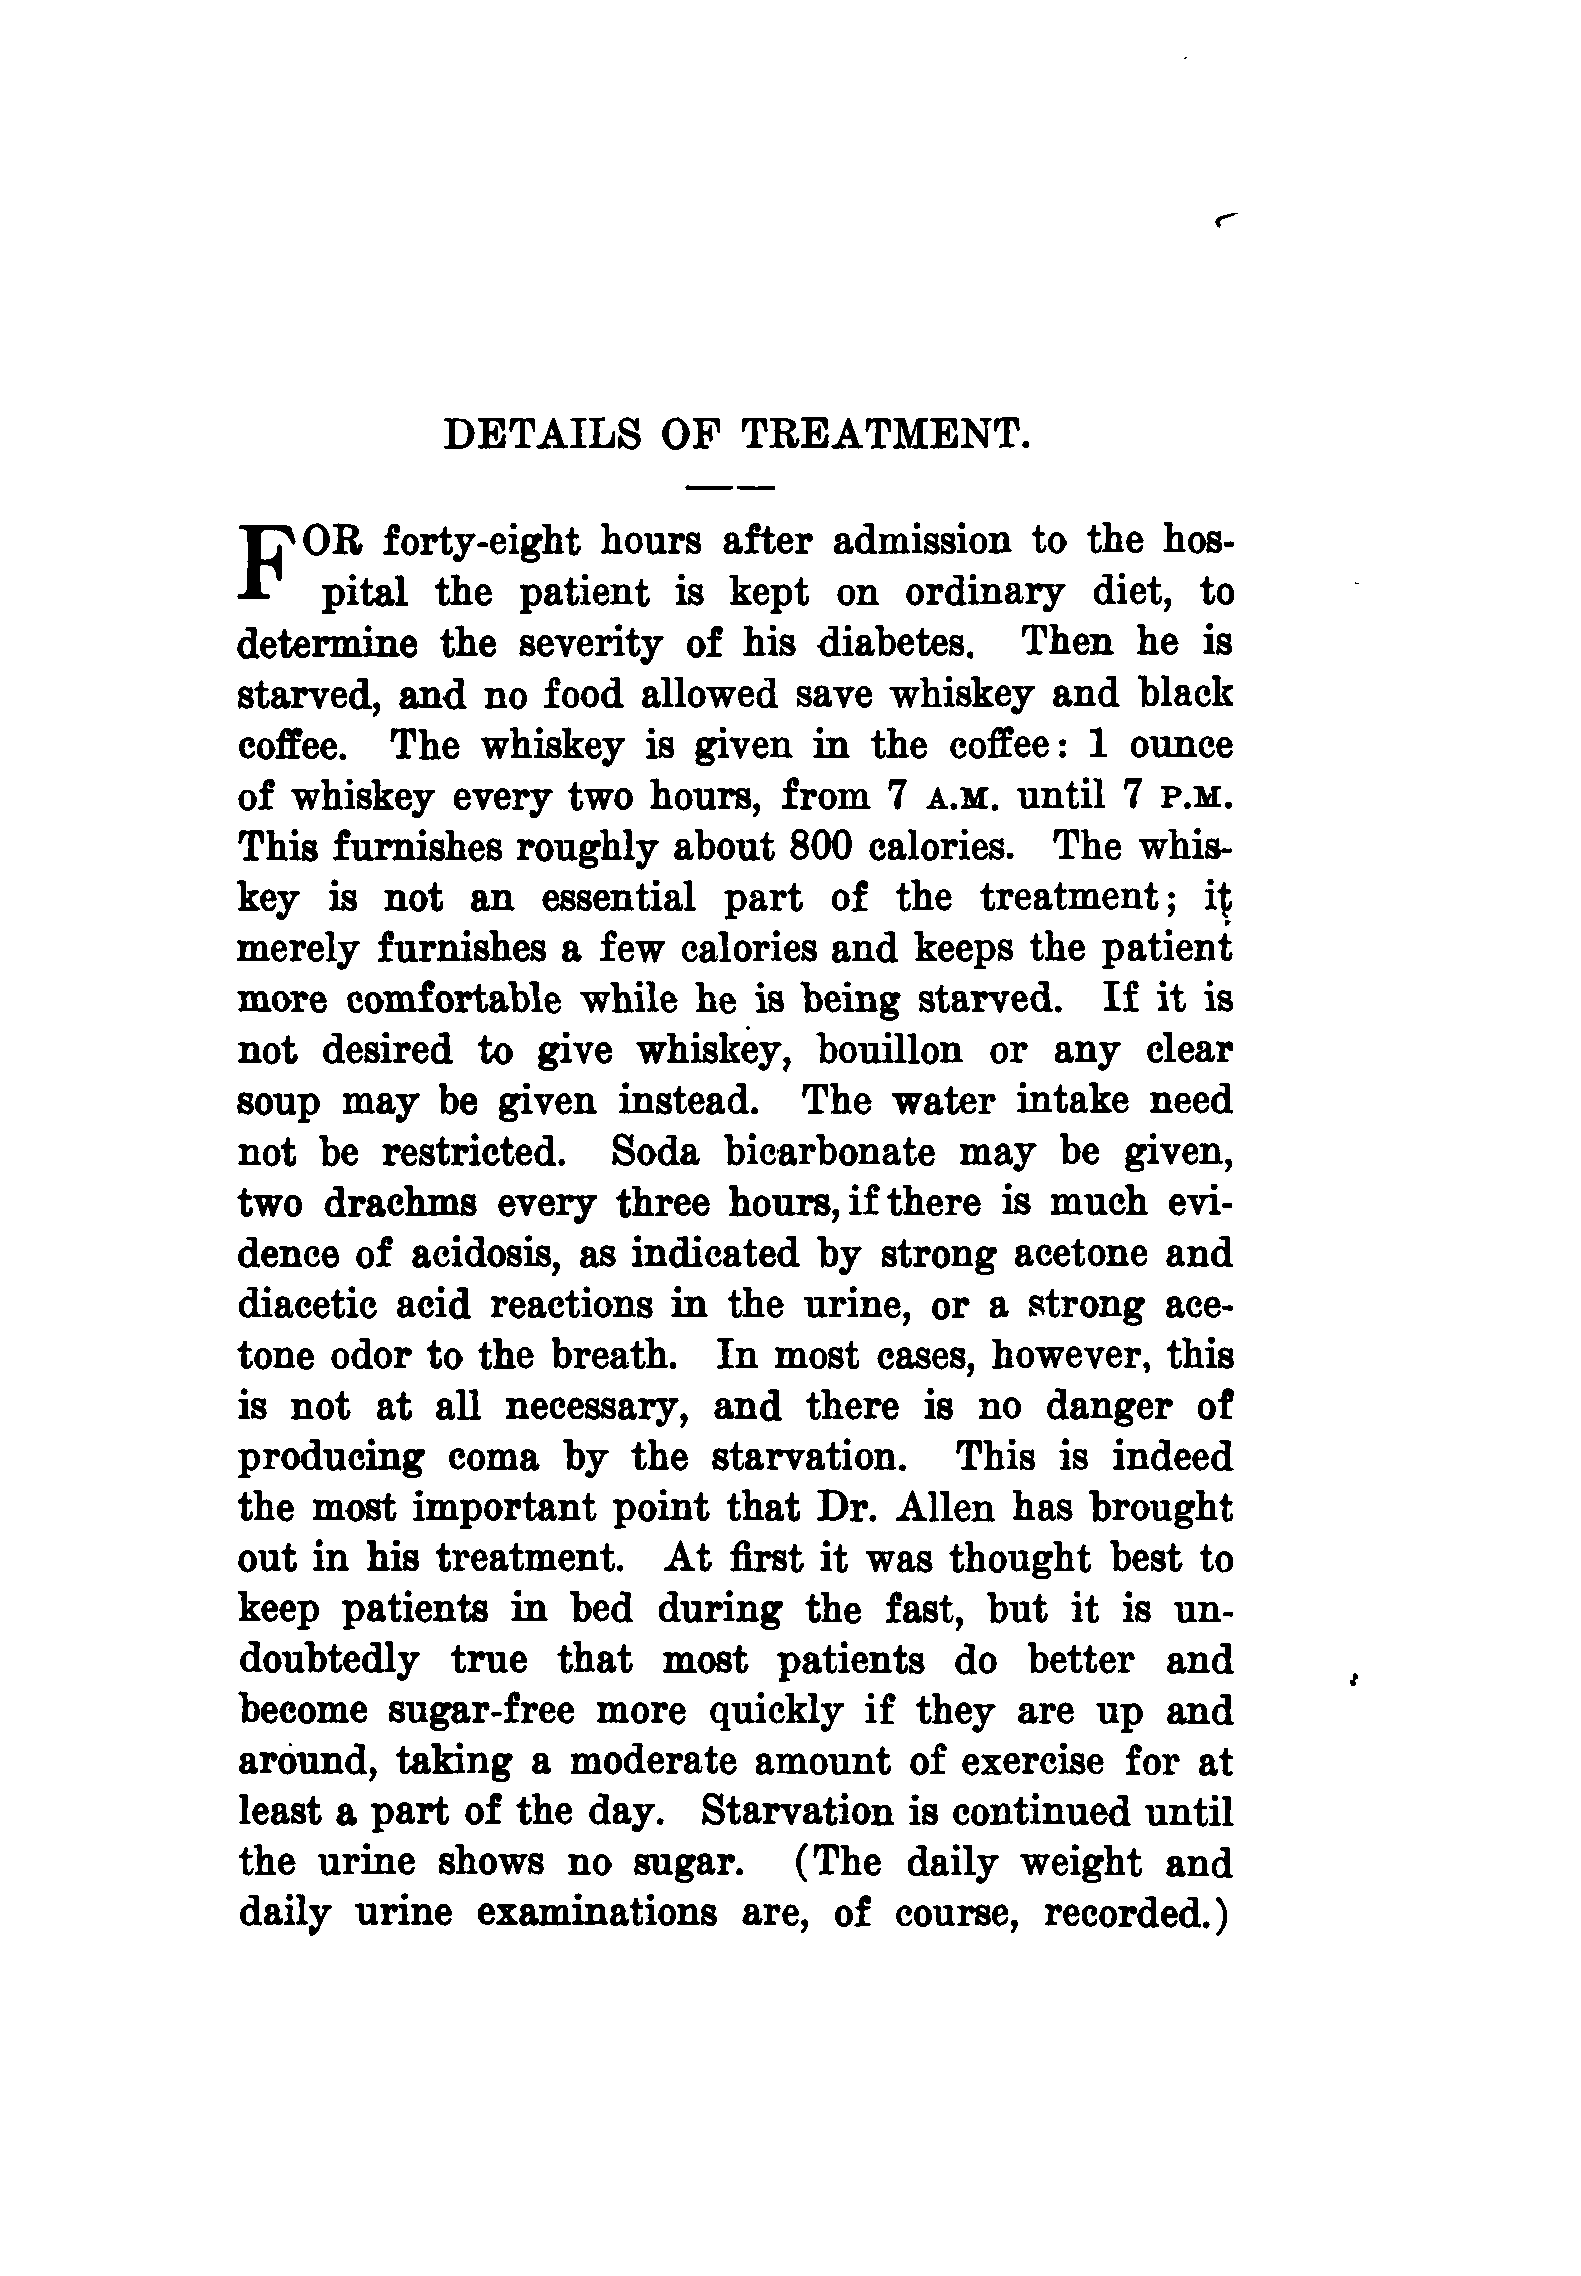 DETAILS OF TREATMENT.
FOR forty-eight hours after admission to the hos-
pital the patient is kept on ordinary diet, to
determine the severity of his diabetes. Then he is
starved, and no food allowed save whiskey and black
coffee. The whiskey is given in the coffee: 1 ounce
of whiskey every two hours, from 7 A.M. until 7 P.M.
This furnishes roughly about 800 calories. The whis-
key is not an essential part of the treatment; it
merely furnishes a few calories and keeps the patient
more comfortable while he is being starved. If it is
not desired to give whiskey, bouillon or any clear
soup may be given instead. The water intake need
not be restricted. Soda bicarbonate may be given,
two drachms every three hours, if there is much evi-
dence of acidosis, as indicated by strong acetone and
diacetic acid reactions in the urine, or a strong ace-
tone odor to the breath. In most cases, however, this
is not at all necessary, and there is no danger of
producing coma by the starvation. This is indeed
the most important point that Dr. Allen has brought
out in his treatment. At first it was thought best to
keep patients in bed during the fast, but it is un-
doubtedly true that most patients do better and
become sugar-free more quickly if they are up and
around, taking a moderate amount of exercise for at
least a part of the day. Starvation is continued until
the urine shows no sugar. (The daily weight and
daily urine examinations are, of course, recorded.)